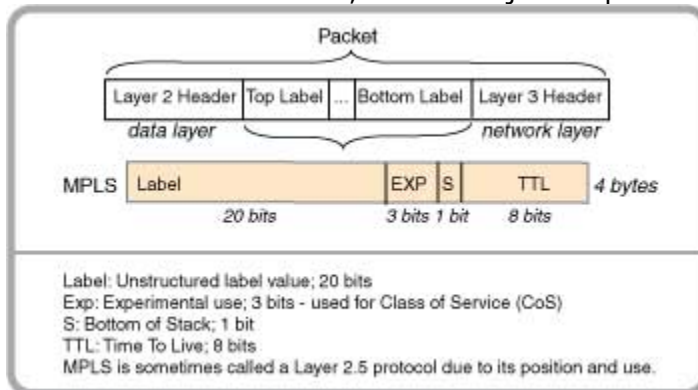 Packet
Layer 2 Header Top Label ... Bottom Label Layer 3 Header
data layer network layer
MPLS Label EXP S TTL 4 bytes
20 bits 3 bits 1 bit 8 bits
Label: Unstructured label value; 20 bits
Exp: Experimental use; 3 bits - used for Class of Service (CoS)
S: Bottom of Stack; 1 bit
TTL: Time To Live; 8 bits
MPLS is sometimes called a Layer 2.5 protocol due to its position and use.